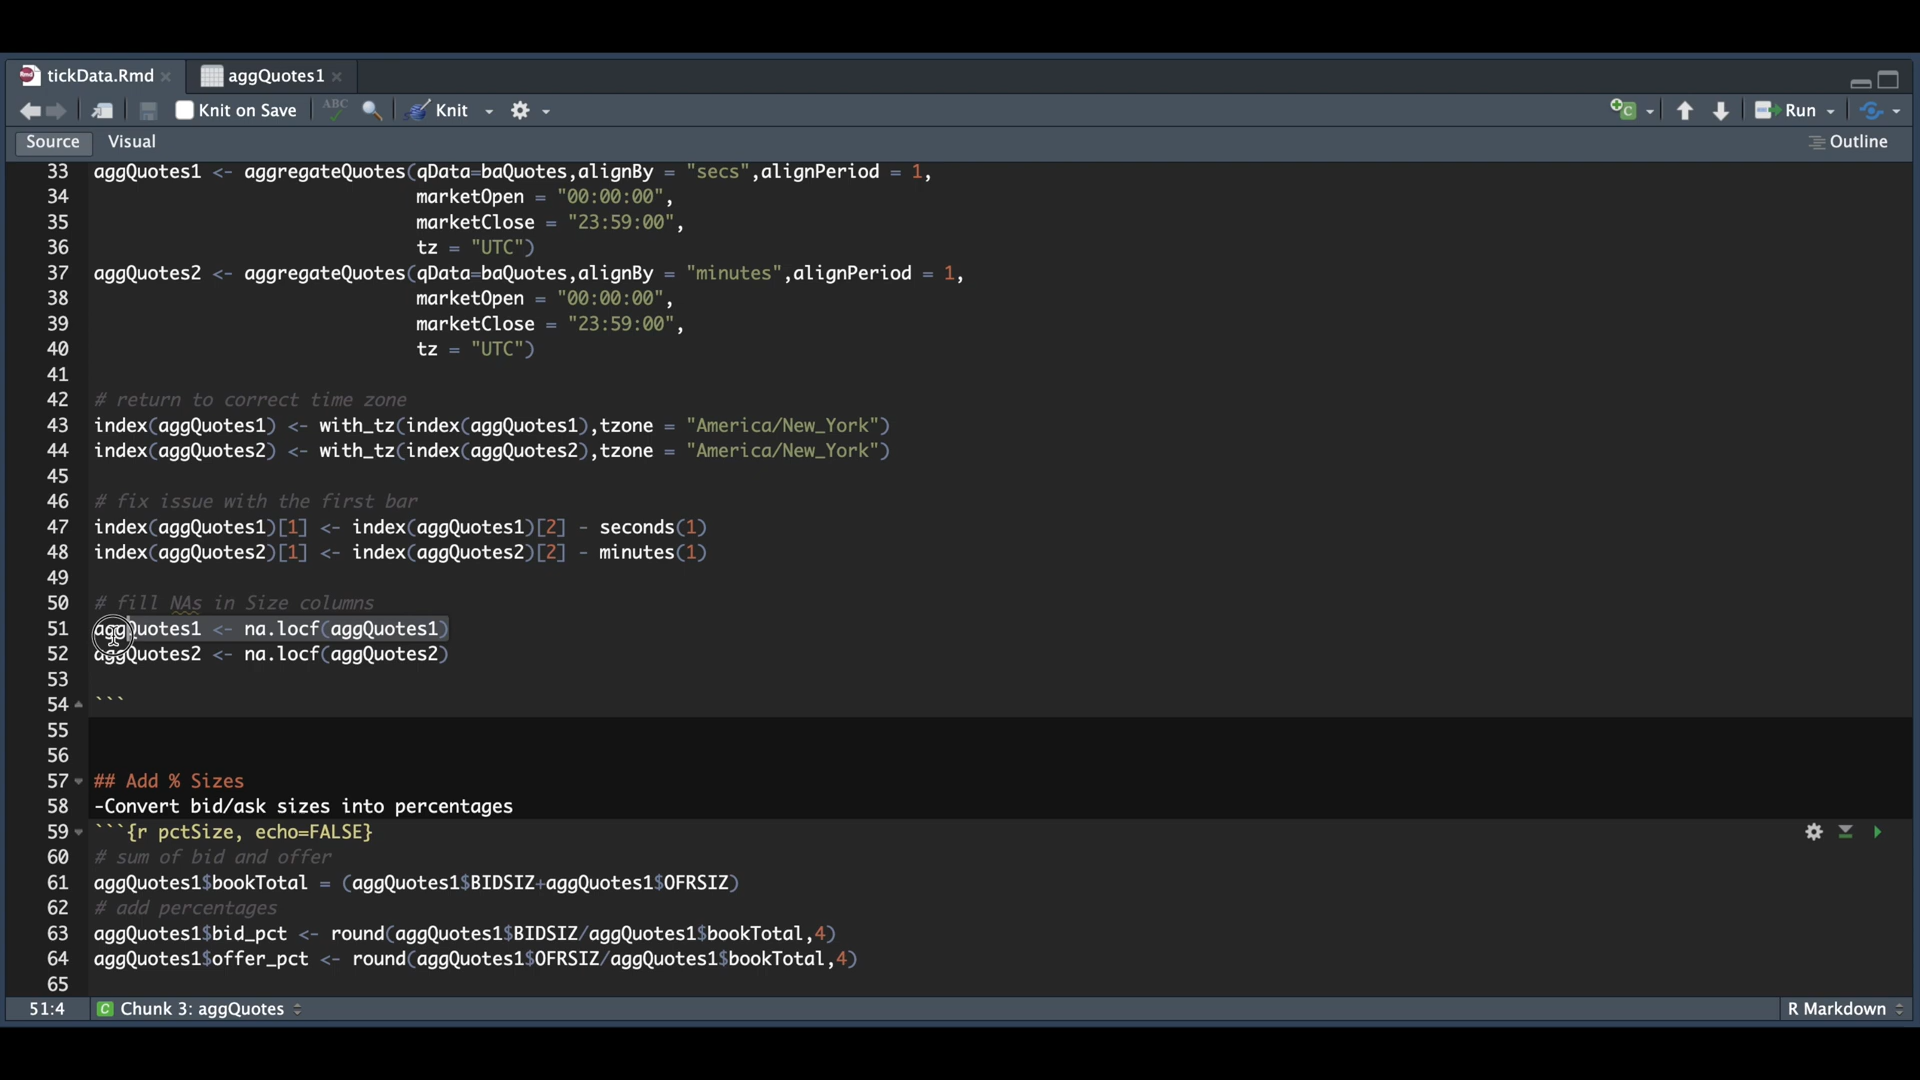 tickData.Rmd × aggQuotes1 ×
Knit on Save ABC Knit Run
Source Visual Outline
33 aggQuotes1 <- aggregateQuotes(qData=baQuotes,alignBy = "secs",alignPeriod = 1,
34 marketOpen = "00:00:00",
35 marketClose = "23:59:00",
36 tz = "UTC")
37 aggQuotes2 <- aggregateQuotes(qData=baQuotes,alignBy = "minutes",alignPeriod = 1,
38 marketOpen = "00:00:00",
39 marketClose = "23:59:00",
40 tz = "UTC")
41
42 # return to correct time zone
43 index(aggQuotes1) <- with_tz(index(aggQuotes1),tzone = "America/New_York")
44 index(aggQuotes2) <- with_tz(index(aggQuotes2),tzone = "America/New_York")
45
46 # fix issue with the first bar
47 index(aggQuotes1)[1] <- index(aggQuotes1)[2] - seconds(1)
48 index(aggQuotes2)[1] <- index(aggQuotes2)[2] - minutes(1)
49
50 # fill NAs in Size columns
51 aggQuotes1 <- na.locf(aggQuotes1)
52 aggQuotes2 <- na.locf(aggQuotes2)
53
54 ```
55
56
57 ## Add % Sizes
58 -Convert bid/ask sizes into percentages
59 ```{r pctSize, echo=FALSE}
60 # sum of bid and offer
61 aggQuotes1$bookTotal = (aggQuotes1$BIDSIZ+aggQuotes1$OFRSIZ)
62 # add percentages
63 aggQuotes1$bid_pct <- round(aggQuotes1$BIDSIZ/aggQuotes1$bookTotal,4)
64 aggQuotes1$offer_pct <- round(aggQuotes1$OFRSIZ/aggQuotes1$bookTotal,4)
65
51:4 C Chunk 3: aggQuotes R Markdown